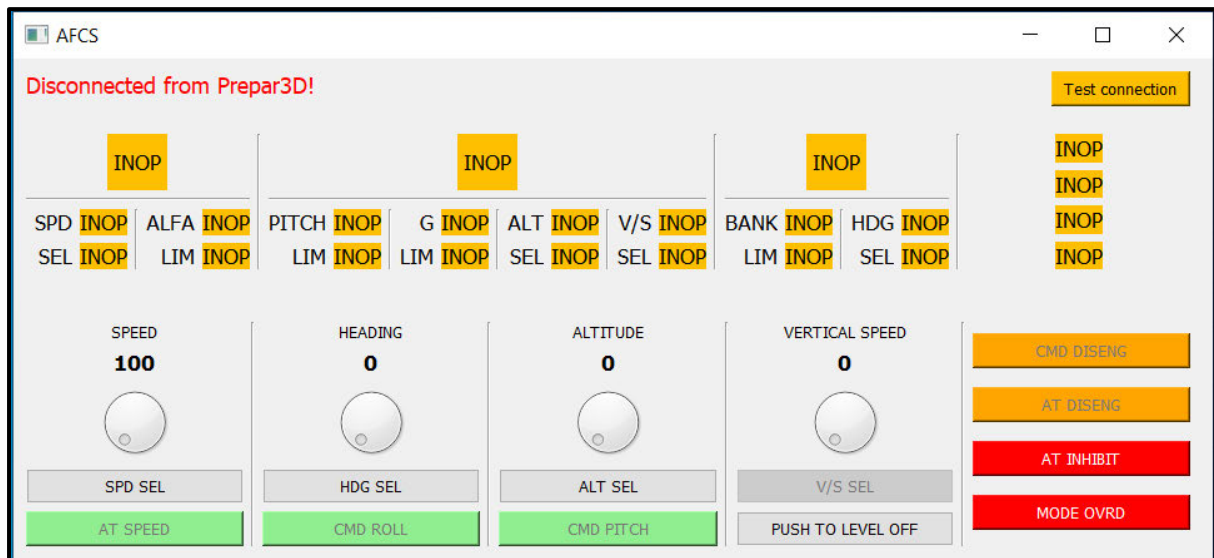 AFCS
Disconnected from Prepar3D!
Test connection
INOP INOP INOP INOP
INOP
SPD INOP ALFA INOP PITCH INOP G INOP ALT INOP V/S INOP BANK INOP HDG INOP INOP
SEL INOP LIM INOP LIM INOP LIM INOP SEL INOP SEL INOP LIM INOP SEL INOP INOP
SPEED HEADING ALTITUDE VERTICAL SPEED
100 0 0 0
CMD DISENG
AT DISENG
AT INHIBIT
SPD SEL HDG SEL ALT SEL V/S SEL
MODE OVRD
AT SPEED CMD ROLL CMD PITCH PUSH TO LEVEL OFF